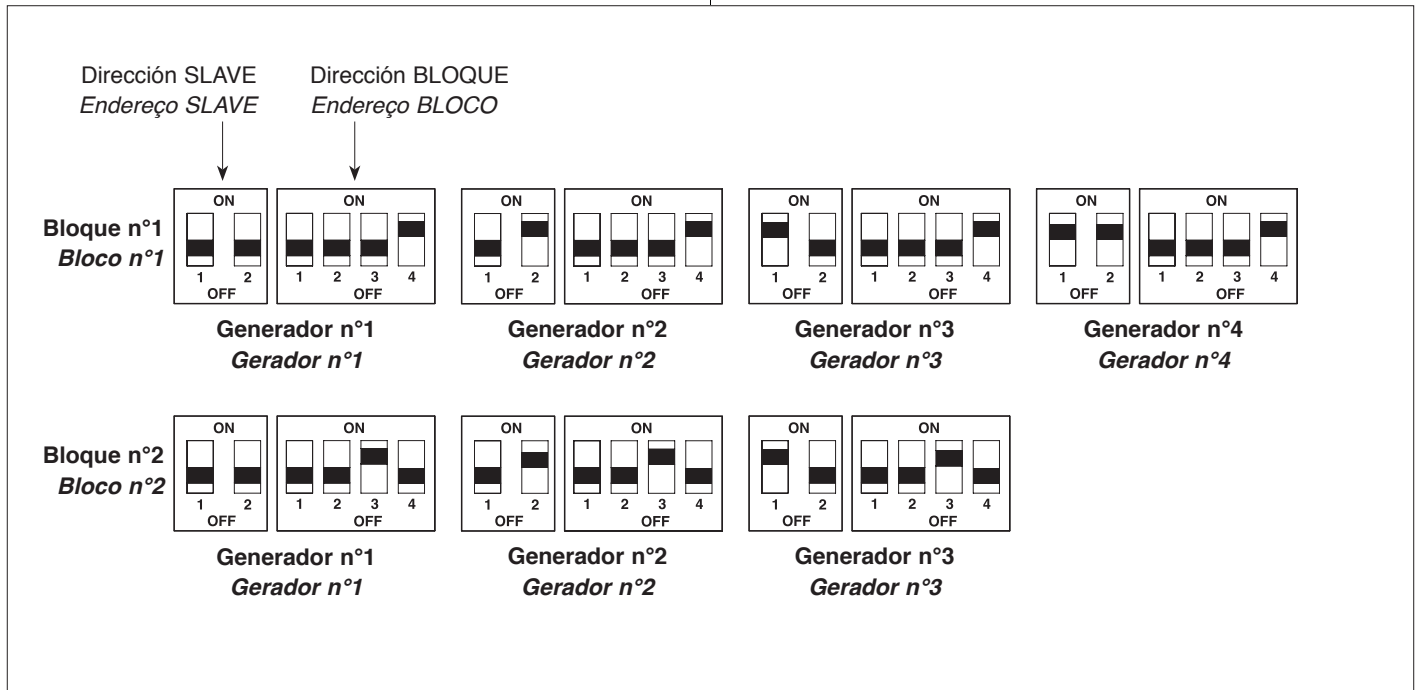 Dirección SLAVE
Endereço SLAVE
Dirección BLOQUE
Endereço BLOCO
Bloque n°1
Bloco n°1
ON
1 2
OFF
ON
1 2 3 4
OFF
Generador n°1
Gerador n°1
ON
1 2
OFF
ON
1 2 3 4
OFF
Generador n°2
Gerador n°2
ON
1 2
OFF
ON
1 2 3 4
OFF
Generador n°3
Gerador n°3
ON
1 2
OFF
ON
1 2 3 4
OFF
Generador n°4
Gerador n°4
Bloque n°2
Bloco n°2
ON
1 2
OFF
ON
1 2 3 4
OFF
Generador n°1
Gerador n°1
ON
1 2
OFF
ON
1 2 3 4
OFF
Generador n°2
Gerador n°2
ON
1 2
OFF
ON
1 2 3 4
OFF
Generador n°3
Gerador n°3